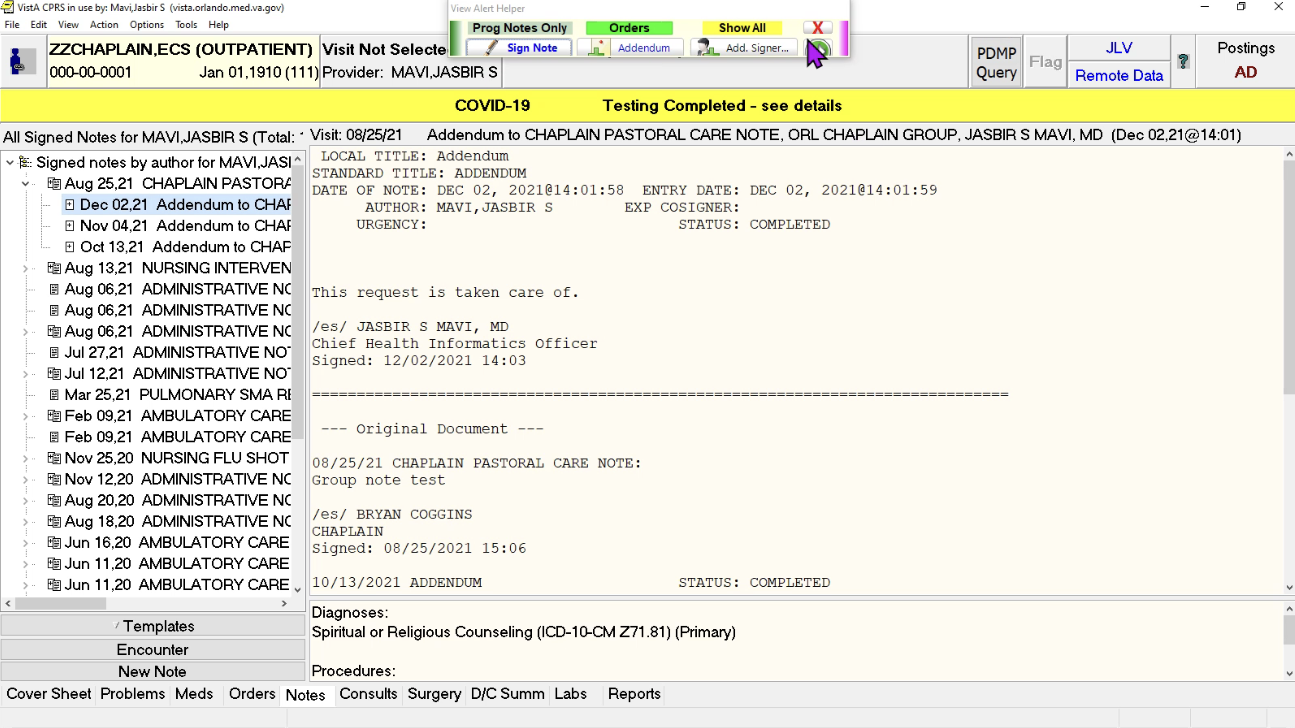 VistA CPRS in use by: Mavi,Jasbir S (vista.orlando.med.va.gov)
View Alert Helper
File Edit View Action Options Tools Help
Prog Notes Only Orders Show All X
Sign Note Addendum Add. Signer...
ZZCHAPLAIN,ECS (OUTPATIENT)
000-00-0001 Jan 01,1910 (111)
Visit Not Selecte
Provider: MAVI,JASBIR S
PDMP
Query
Flag
JLV
Remote Data
?
Postings
AD
COVID-19 Testing Completed - see details
All Signed Notes for MAVI,JASBIR S (Total:
Visit: 08/25/21 Addendum to CHAPLAIN PASTORAL CARE NOTE, ORL CHAPLAIN GROUP, JASBIR S MAVI, MD (Dec 02,21@14:01)
Signed notes by author for MAVI,JASI
Aug 25,21 CHAPLAIN PASTORA
Dec 02,21 Addendum to CHAF
Nov 04,21 Addendum to CHAF
Oct 13,21 Addendum to CHAP
Aug 13,21 NURSING INTERVEN
Aug 06,21 ADMINISTRATIVE NC
Aug 06,21 ADMINISTRATIVE NC
Aug 06,21 ADMINISTRATIVE NC
Jul 27,21 ADMINISTRATIVE NO
Jul 12,21 ADMINISTRATIVE NO
Mar 25,21 PULMONARY SMA RE
Feb 09,21 AMBULATORY CARE
Feb 09,21 AMBULATORY CARE
Nov 25,20 NURSING FLU SHOT
Nov 12,20 ADMINISTRATIVE NC
Aug 20,20 ADMINISTRATIVE NC
Aug 18,20 ADMINISTRATIVE NC
Jun 16,20 AMBULATORY CARE
Jun 11,20 AMBULATORY CARE
Jun 11,20 AMBULATORY CARE
Templates
Encounter
New Note
LOCAL TITLE: Addendum
STANDARD TITLE: ADDENDUM
DATE OF NOTE: DEC 02, 2021@14:01:58 ENTRY DATE: DEC 02, 2021@14:01:59
AUTHOR: MAVI,JASBIR S EXP COSIGNER:
URGENCY: STATUS: COMPLETED
This request is taken care of.
/es/ JASBIR S MAVI, MD
Chief Health Informatics Officer
Signed: 12/02/2021 14:03
--- Original Document ---
08/25/21 CHAPLAIN PASTORAL CARE NOTE:
Group note test
/es/ BRYAN COGGINS
CHAPLAIN
Signed: 08/25/2021 15:06
10/13/2021 ADDENDUM STATUS: COMPLETED
Diagnoses:
Spiritual or Religious Counseling (ICD-10-CM Z71.81) (Primary)
Procedures:
Cover Sheet Problems Meds Orders Notes Consults Surgery D/C Summ Labs Reports